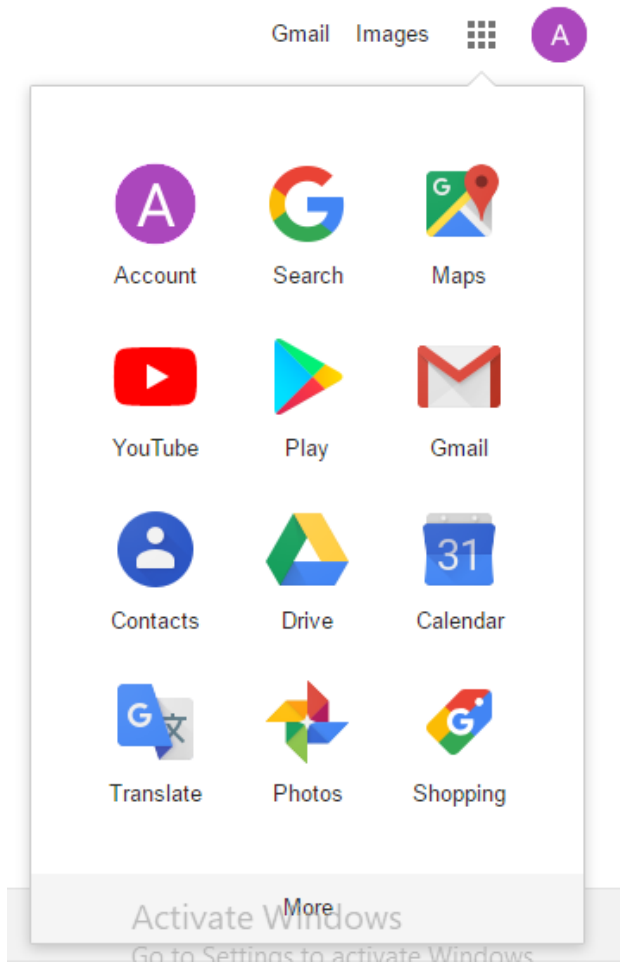 Gmail Images A
A G G
Account Search Maps
YouTube Play Gmail
31
Contacts Drive Calendar
G 文 G
Translate Photos Shopping
More
Activate Windows
Go to Settings to activate Windows